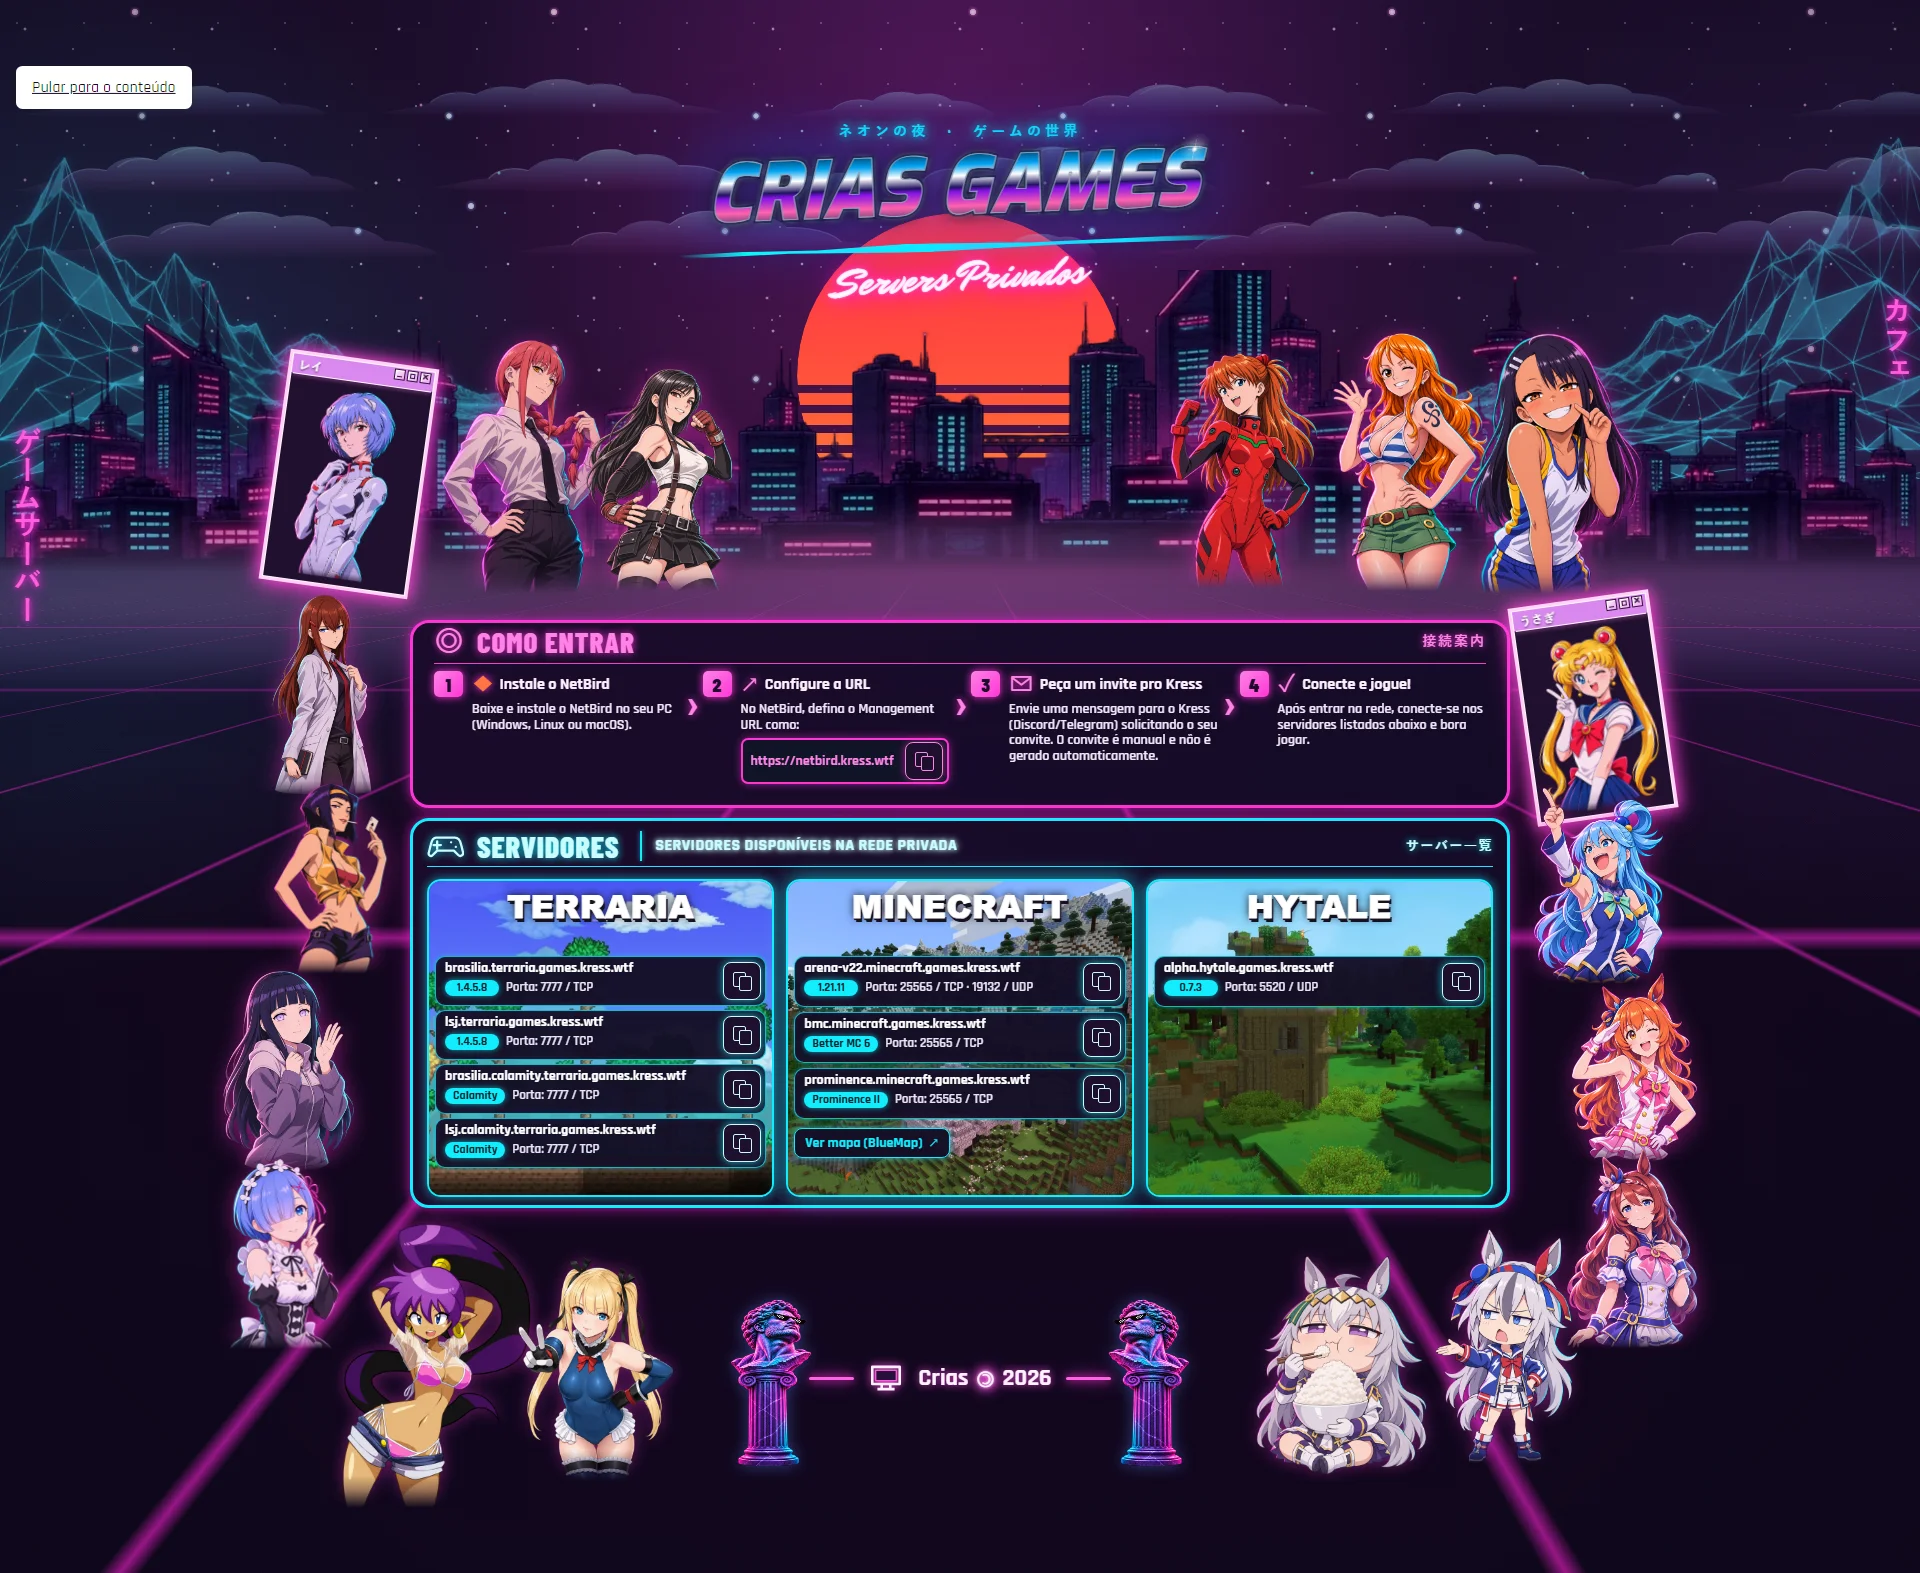 Pular para o conteúdo
ネオンの夜 · ゲームの世界
CRIAS GAMES
Servers Privados
カフェ
レイ
ゲームサーバー
うさぎ
COMO ENTRAR
接続案内
1 Instale o NetBird
Baixe e instale o NetBird no seu PC
(Windows, Linux ou macOS).
2 Configure a URL
No NetBird, defina o Management
URL como:
https://netbird.kress.wtf
3 Peça um invite pro Kress
Envie uma mensagem para o Kress
(Discord/Telegram) solicitando o seu
convite. O convite é manual e não é
gerado automaticamente.
4 Conecte e jogue!
Após entrar na rede, conecte-se nos
servidores listados abaixo e bora
jogar.
SERVIDORES
SERVIDORES DISPONÍVEIS NA REDE PRIVADA
サーバー一覧
TERRARIA
brasilia.terraria.games.kress.wtf
1.4.5.8 Porta: 7777 / TCP
lsj.terraria.games.kress.wtf
1.4.5.8 Porta: 7777 / TCP
brasilia.calamity.terraria.games.kress.wtf
Calamity Porta: 7777 / TCP
lsj.calamity.terraria.games.kress.wtf
Calamity Porta: 7777 / TCP
MINECRAFT
arena-v22.minecraft.games.kress.wtf
1.21.11 Porta: 25565 / TCP · 19132 / UDP
bmc.minecraft.games.kress.wtf
Better MC 6 Porta: 25565 / TCP
prominence.minecraft.games.kress.wtf
Prominence II Porta: 25565 / TCP
Ver mapa (BlueMap) ↗
HYTALE
alpha.hytale.games.kress.wtf
0.7.3 Porta: 5520 / UDP
Crias 2026